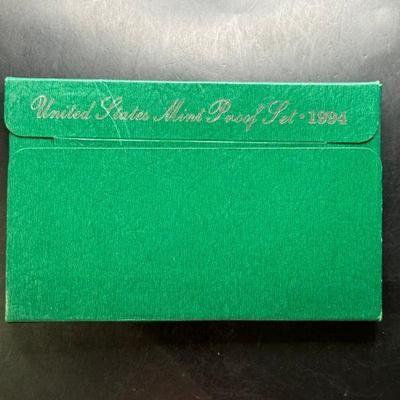 United States Mint Proof Set · 1994